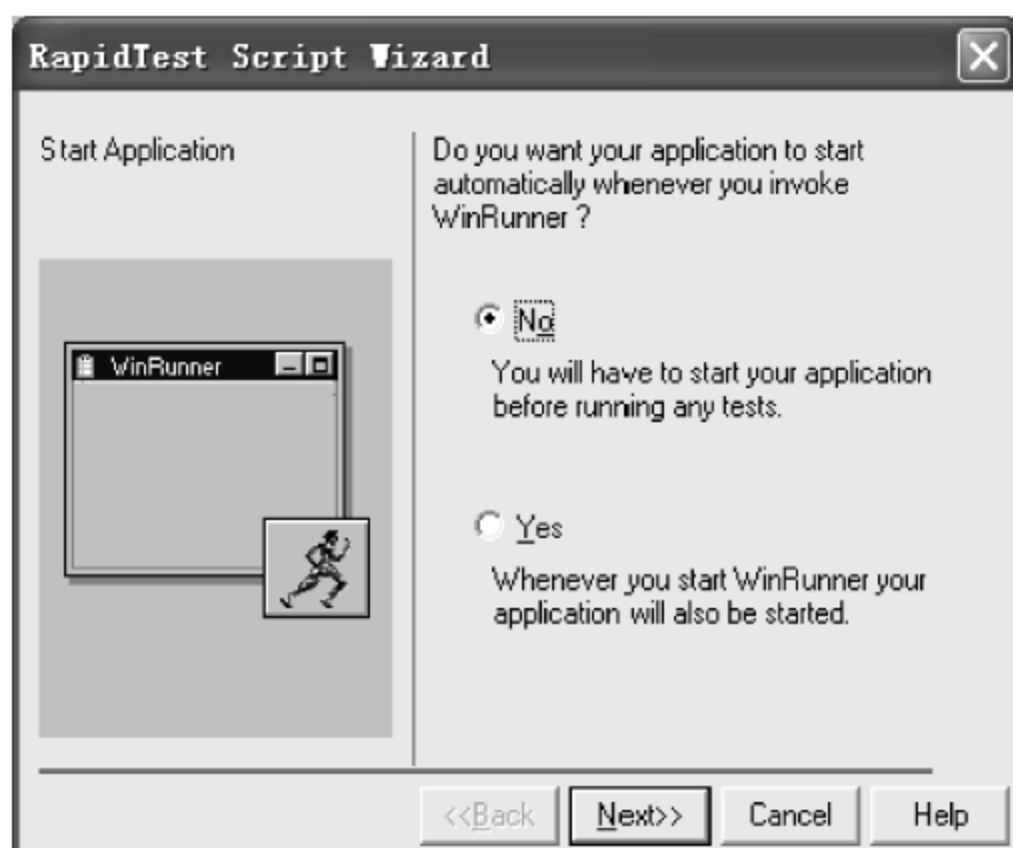 RapidTest Script Wizard
Start Application
WinRunner
Do you want your application to start
automatically whenever you invoke
WinRunner ?
No
You will have to start your application
before running any tests.
Yes
Whenever you start WinRunner your
application will also be started.
<<Back
Next>>
Cancel
Help